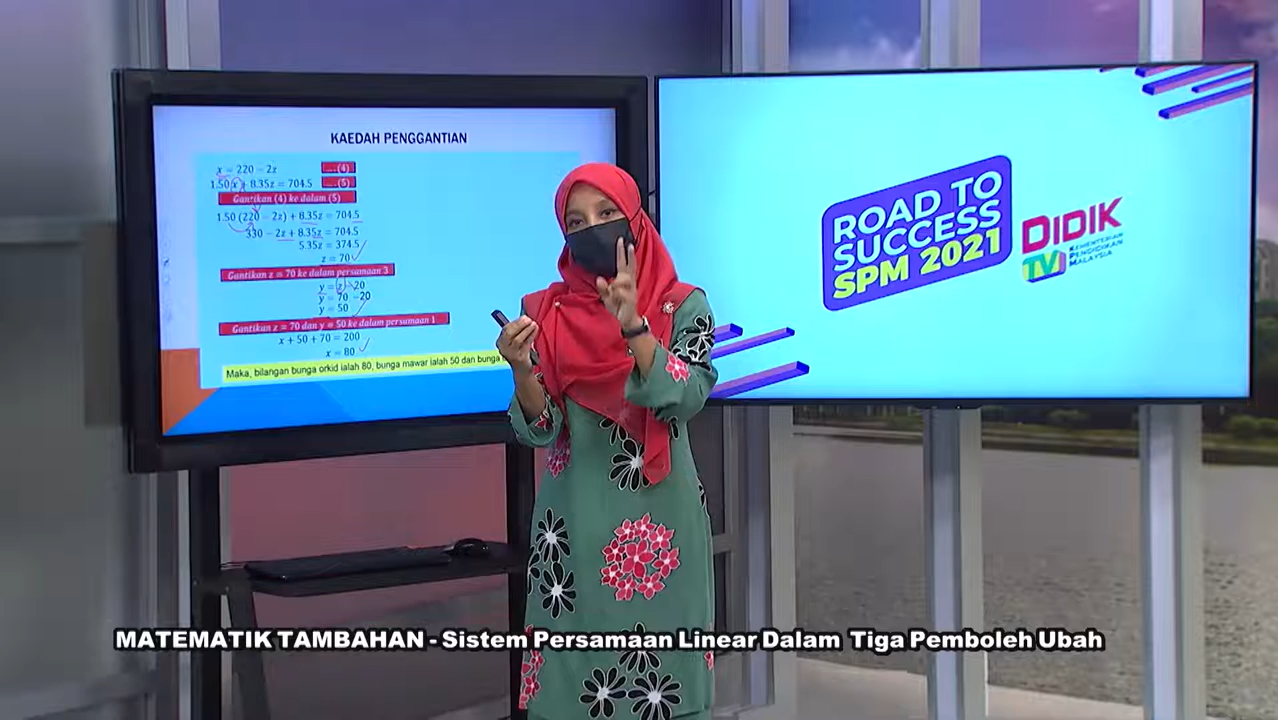 KAEDAH PENGGANTIAN
x = 220 − 2z ...(4)
1.50x + 8.35z = 704.5 ...(5)
Gantikan (4) ke dalam (5)
1.50(220 − 2z) + 8.35z = 704.5
330 − 2z + 8.35z = 704.5
5.35z = 374.5
z = 70
Gantikan z = 70 ke dalam persamaan 3
y = z − 20
y = 70 − 20
y = 50
Gantikan z = 70 dan y = 50 ke dalam persamaan 1
x + 50 + 70 = 200
x = 80
Maka, bilangan bunga orkid ialah 80, bunga mawar ialah 50 dan bunga
ROAD TO
SUCCESS
SPM 2021
DIDIK
TV
KEMENTERIAN
PENDIDIKAN
MALAYSIA
MATEMATIK TAMBAHAN - Sistem Persamaan Linear Dalam Tiga Pemboleh Ubah